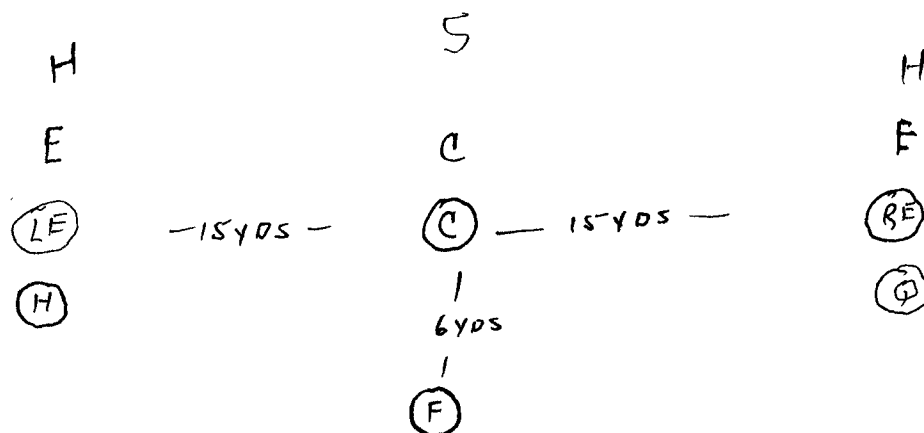 S
H H
E C E
LE -15YDS- C - 15YDS - RE
H Q
6YDS
F